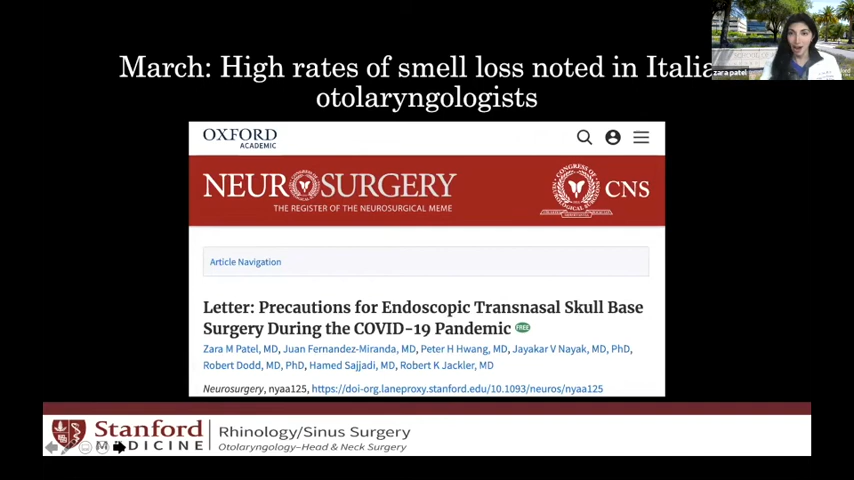 March: High rates of smell loss noted in Italia
otolaryngologists
zara patel
OXFORD
ACADEMIC
NEUROSURGERY
THE REGISTER OF THE NEUROSURGICAL MEME
CNS
Article Navigation
Letter: Precautions for Endoscopic Transnasal Skull Base
Surgery During the COVID-19 Pandemic FREE
Zara M Patel, MD, Juan Fernandez-Miranda, MD, Peter H Hwang, MD, Jayakar V Nayak, MD, PhD,
Robert Dodd, MD, PhD, Hamed Sajjadi, MD, Robert K Jackler, MD
Neurosurgery, nyaa125, https://doi-org.laneproxy.stanford.edu/10.1093/neuros/nyaa125
Stanford
MEDICINE
Rhinology/Sinus Surgery
Otolaryngology–Head & Neck Surgery